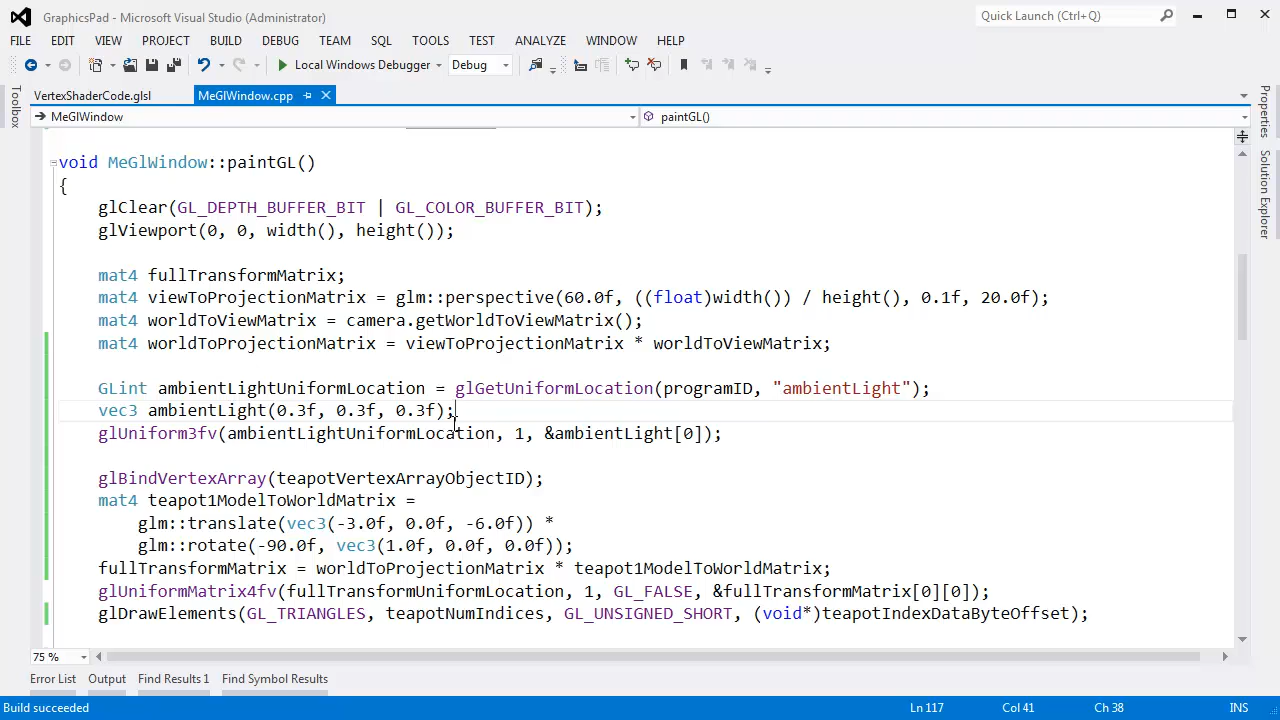 GraphicsPad - Microsoft Visual Studio (Administrator)
Quick Launch (Ctrl+Q)
FILE EDIT VIEW PROJECT BUILD DEBUG TEAM SQL TOOLS TEST ANALYZE WINDOW HELP
Local Windows Debugger Debug
Toolbox
VertexShaderCode.glsl MeGlWindow.cpp
MeGlWindow paintGL()
Properties
Solution Explorer
void MeGlWindow::paintGL()
{
glClear(GL_DEPTH_BUFFER_BIT | GL_COLOR_BUFFER_BIT);
glViewport(0, 0, width(), height());
mat4 fullTransformMatrix;
mat4 viewToProjectionMatrix = glm::perspective(60.0f, ((float)width()) / height(), 0.1f, 20.0f);
mat4 worldToViewMatrix = camera.getWorldToViewMatrix();
mat4 worldToProjectionMatrix = viewToProjectionMatrix * worldToViewMatrix;
GLint ambientLightUniformLocation = glGetUniformLocation(programID, "ambientLight");
vec3 ambientLight(0.3f, 0.3f, 0.3f);
glUniform3fv(ambientLightUniformLocation, 1, &ambientLight[0]);
glBindVertexArray(teapotVertexArrayObjectID);
mat4 teapot1ModelToWorldMatrix =
glm::translate(vec3(-3.0f, 0.0f, -6.0f)) *
glm::rotate(-90.0f, vec3(1.0f, 0.0f, 0.0f));
fullTransformMatrix = worldToProjectionMatrix * teapot1ModelToWorldMatrix;
glUniformMatrix4fv(fullTransformUniformLocation, 1, GL_FALSE, &fullTransformMatrix[0][0]);
glDrawElements(GL_TRIANGLES, teapotNumIndices, GL_UNSIGNED_SHORT, (void*)teapotIndexDataByteOffset);
75 %
Error List Output Find Results 1 Find Symbol Results
Build succeeded Ln 117 Col 41 Ch 38 INS